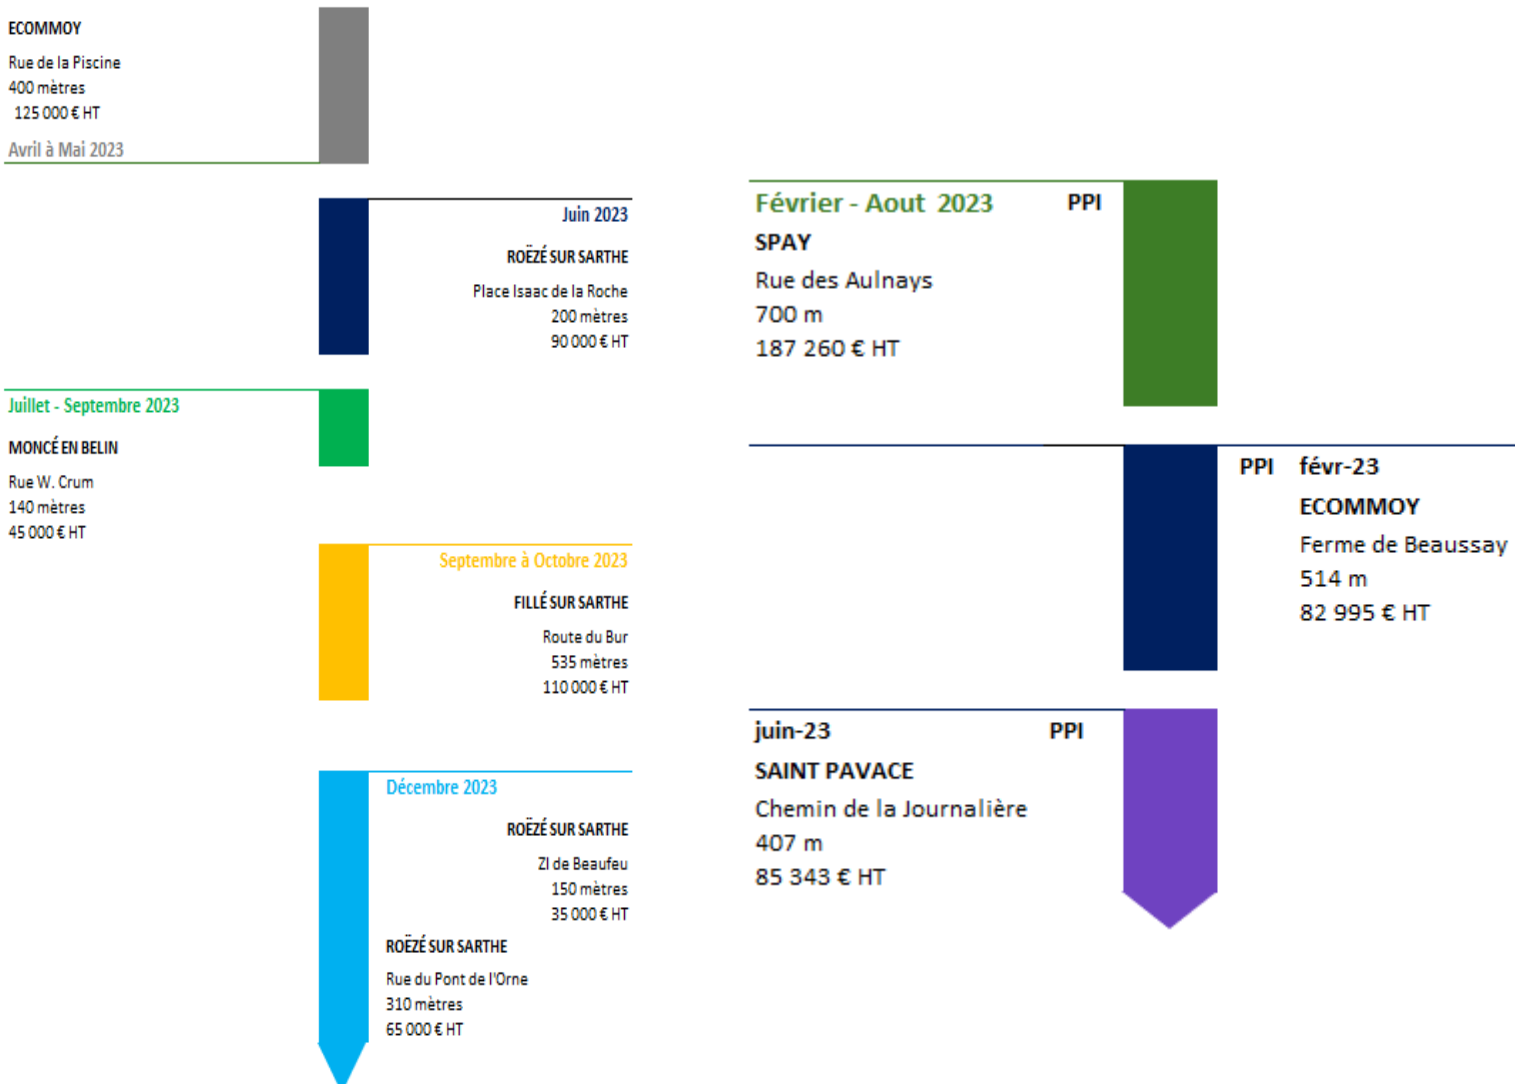 ECOMMOY
Rue de la Piscine
400 mètres
125 000 € HT
Avril à Mai 2023
Juin 2023
ROËZÉ SUR SARTHE
Place Isaac de la Roche
200 mètres
90 000 € HT
Juillet - Septembre 2023
MONCÉ EN BELIN
Rue W. Crum
140 mètres
45 000 € HT
Septembre à Octobre 2023
FILLÉ SUR SARTHE
Route du Bur
535 mètres
110 000 € HT
Décembre 2023
ROËZÉ SUR SARTHE
ZI de Beaufeu
150 mètres
35 000 € HT
ROËZÉ SUR SARTHE
Rue du Pont de l'Orne
310 mètres
65 000 € HT
Février - Aout 2023 PPI
SPAY
Rue des Aulnays
700 m
187 260 € HT
PPI févr-23
ECOMMOY
Ferme de Beaussay
514 m
82 995 € HT
juin-23 PPI
SAINT PAVACE
Chemin de la Journalière
407 m
85 343 € HT